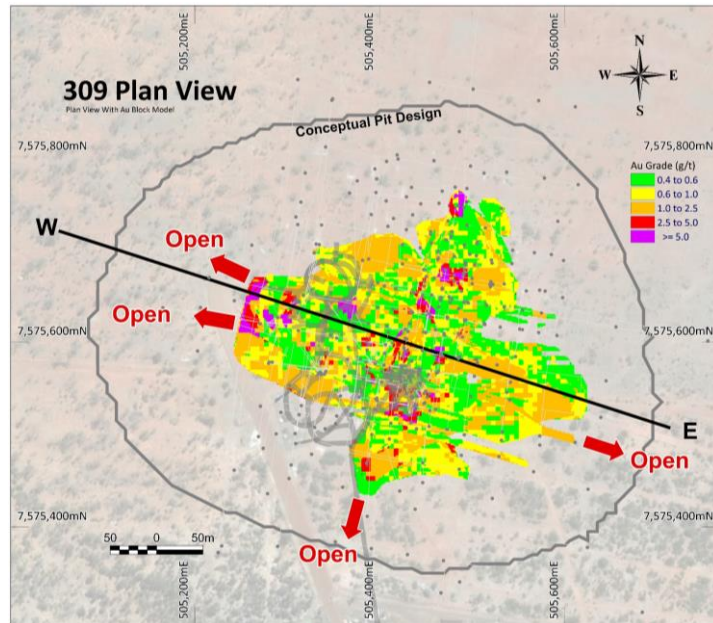 505,200mE
505,400mE
505,600mE
N
W E
S
309 Plan View
Plan View With Au Block Model
Conceptual Pit Design
7,575,800mN
7,575,800mN
Au Grade (g/t)
0.4 to 0.6
0.6 to 1.0
1.0 to 2.5
2.5 to 5.0
>= 5.0
W
Open
Open
7,575,600mN
7,575,600mN
E
Open
7,575,400mN
7,575,400mN
50 0 50m
Open
505,200mE
505,400mE
505,600mE